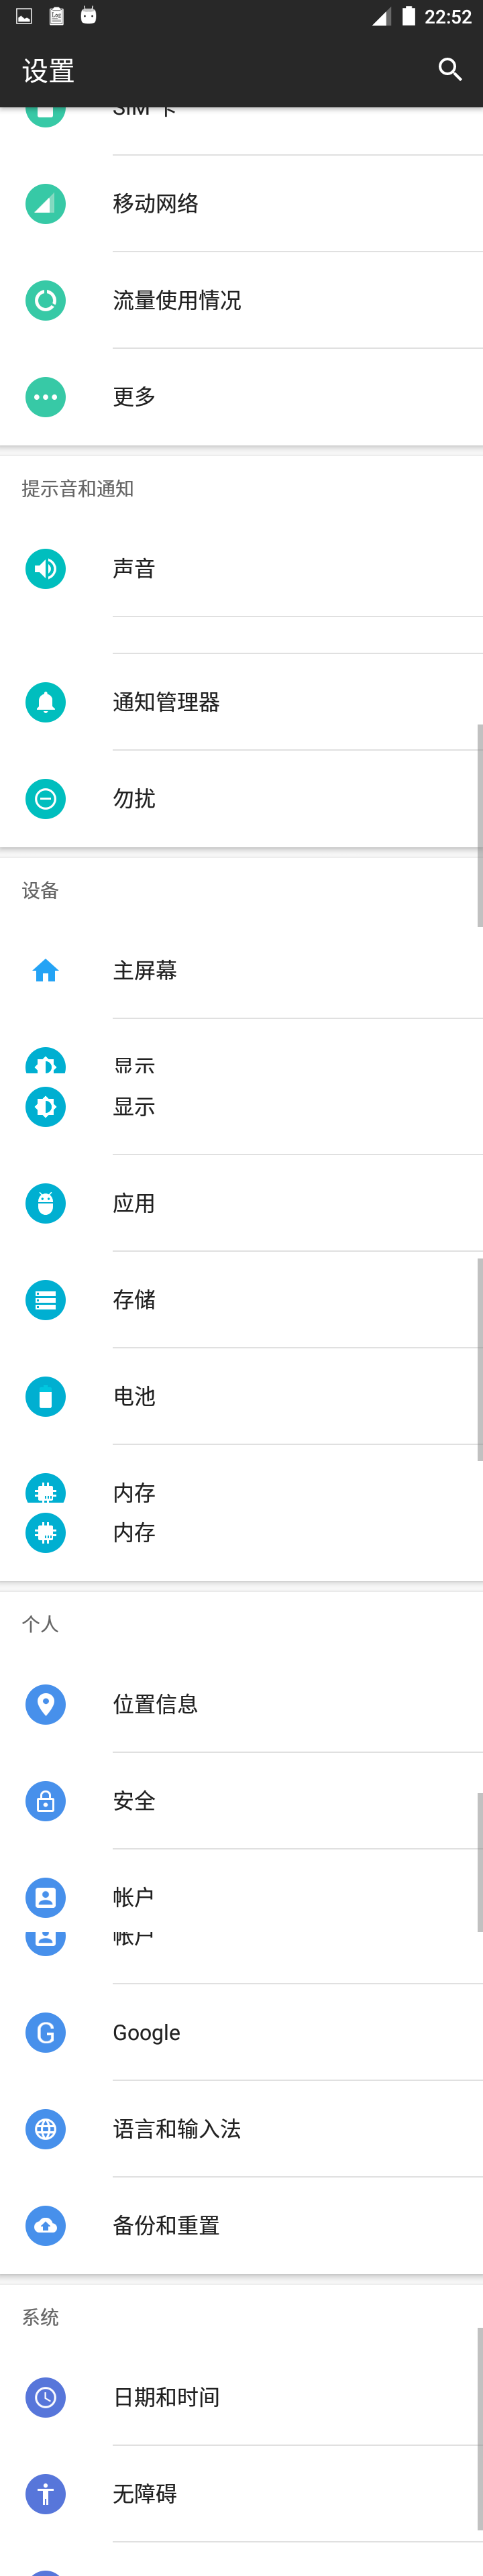 22:52
设置
SIM 卡
移动网络
流量使用情况
更多
提示音和通知
声音
通知管理器
勿扰
设备
主屏幕
显示
显示
应用
存储
电池
内存
内存
个人
位置信息
安全
帐户
帐户
Google
语言和输入法
备份和重置
系统
日期和时间
无障碍